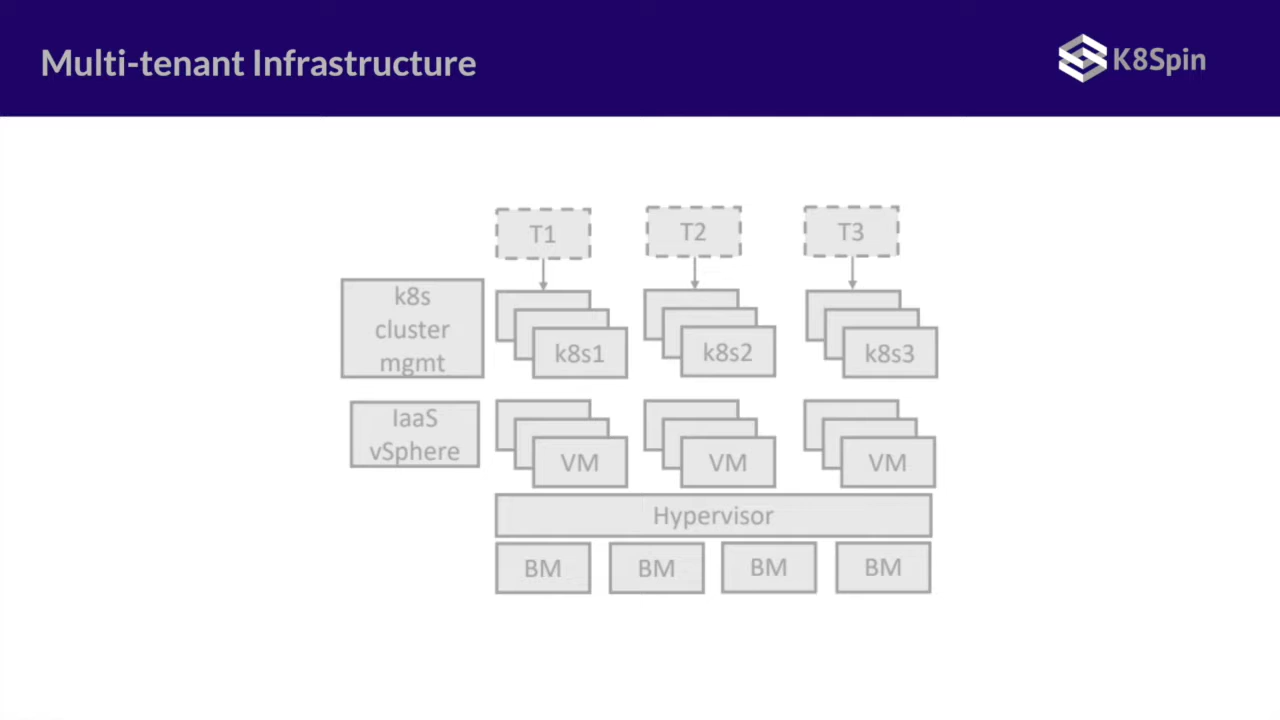 Multi-tenant Infrastructure
K8Spin
T1
T2
T3
k8s
cluster
mgmt
k8s1
k8s2
k8s3
IaaS
vSphere
VM
VM
VM
Hypervisor
BM
BM
BM
BM